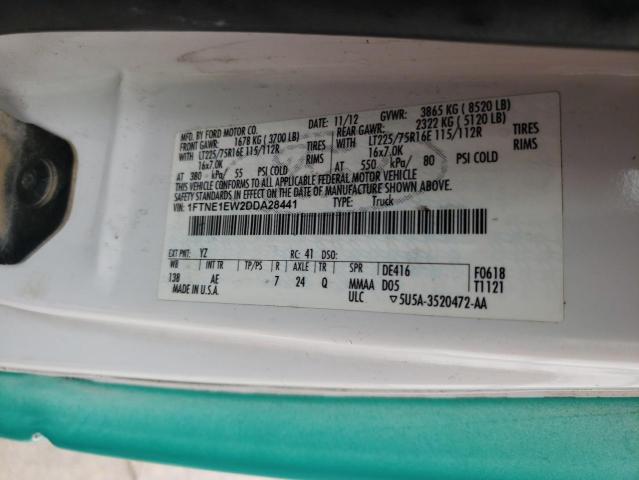 MFD. BY FORD MOTOR CO.
DATE: 11/12 GVWR: 3865 KG ( 8520 LB)
FRONT GAWR: 1678 KG ( 3700 LB) REAR GAWR: 2322 KG ( 5120 LB)
WITH LT225/75R16E 115/112R TIRES WITH LT225/75R16E 115/112R TIRES
16x7.0K RIMS 16x7.0K RIMS
AT 380 kPa/ 55 PSI COLD AT 550 kPa/ 80 PSI COLD
THIS VEHICLE CONFORMS TO ALL APPLICABLE FEDERAL MOTOR VEHICLE
SAFETY STANDARDS IN EFFECT ON THE DATE OF MANUFACTURE SHOWN ABOVE.
VIN: 1FTNE1EW2DDA28441 TYPE: Truck
EXT PNT: YZ RC: 41 DSO:
WB INT TR TP/PS R AXLE TR SPR DE416 F0618
138 AE 7 24 Q MMAA D05 T1121
MADE IN U.S.A. ULC ▽5U5A-3520472-AA